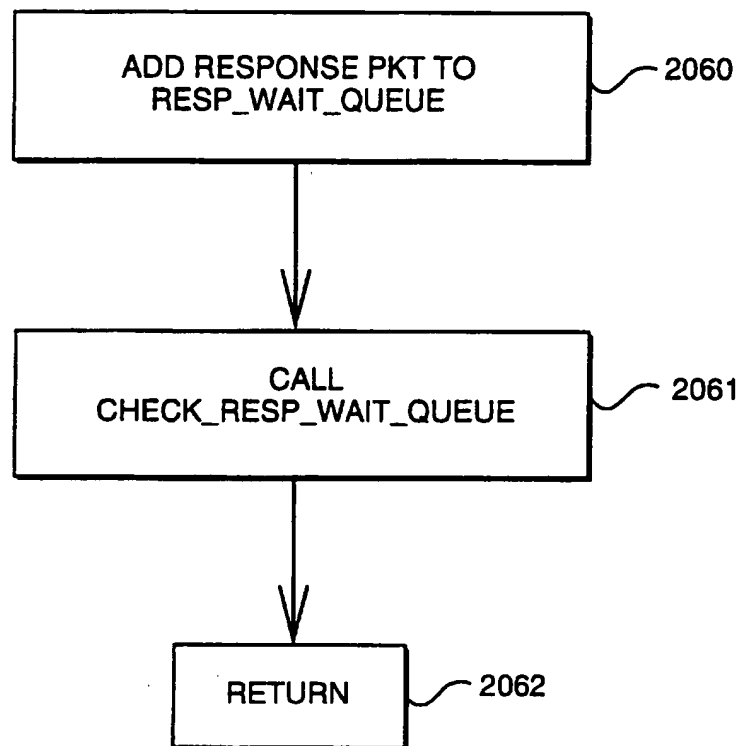 ADD RESPONSE PKT TO
RESP_WAIT_QUEUE
2060
CALL
CHECK_RESP_WAIT_QUEUE
2061
RETURN
2062